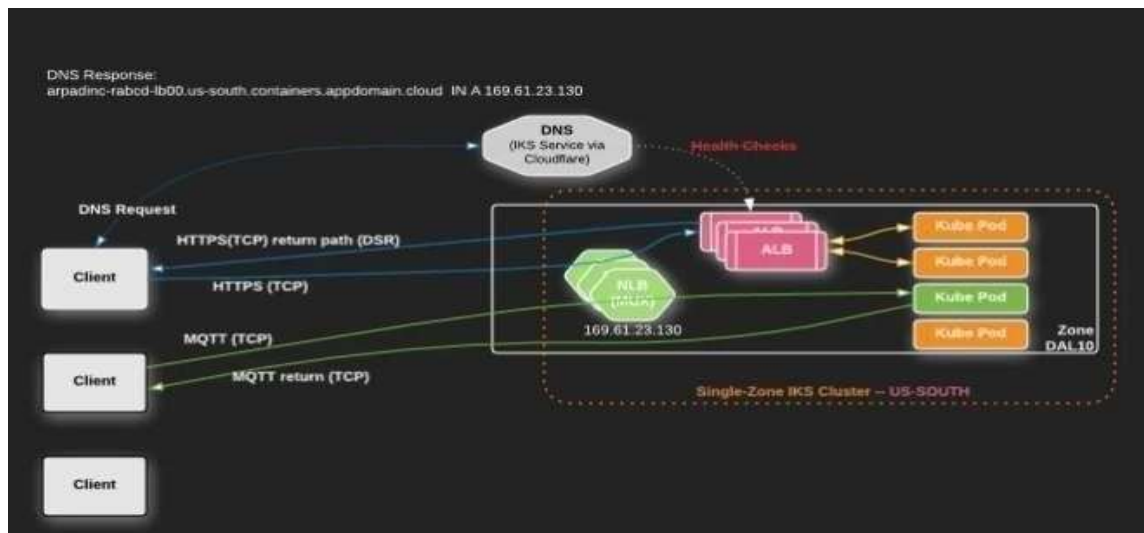 DNS Response:
arpadinc-rabcd-lb00.us-south.containers.appdomain.cloud IN A 169.61.23.130
DNS
(IKS Service via
Cloudflare)
Health Checks
DNS Request
HTTPS(TCP) return path (DSR)
Client
HTTPS (TCP)
ALB
ALB
Kube Pod
Kube Pod
NLB
(MUX)
Kube Pod
169.61.23.130
Kube Pod
Zone
DAL10
MQTT (TCP)
Client
MQTT return (TCP)
Single-Zone IKS Cluster -- US-SOUTH
Client